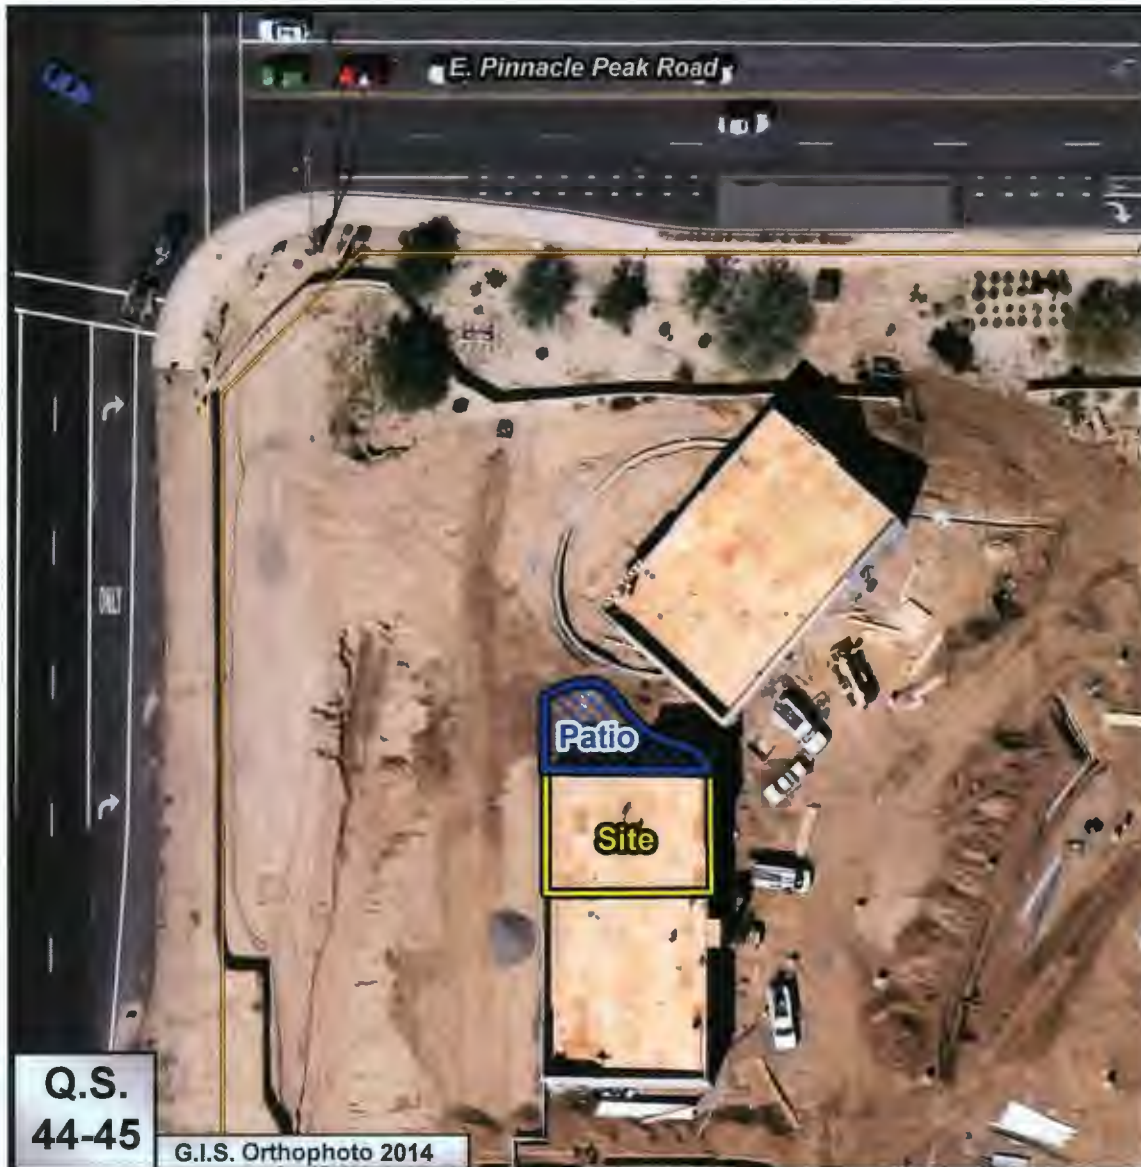 E. Pinnacle Peak Road
ONLY
Patio
Site
Q.S.
44-45
G.I.S. Orthophoto 2014